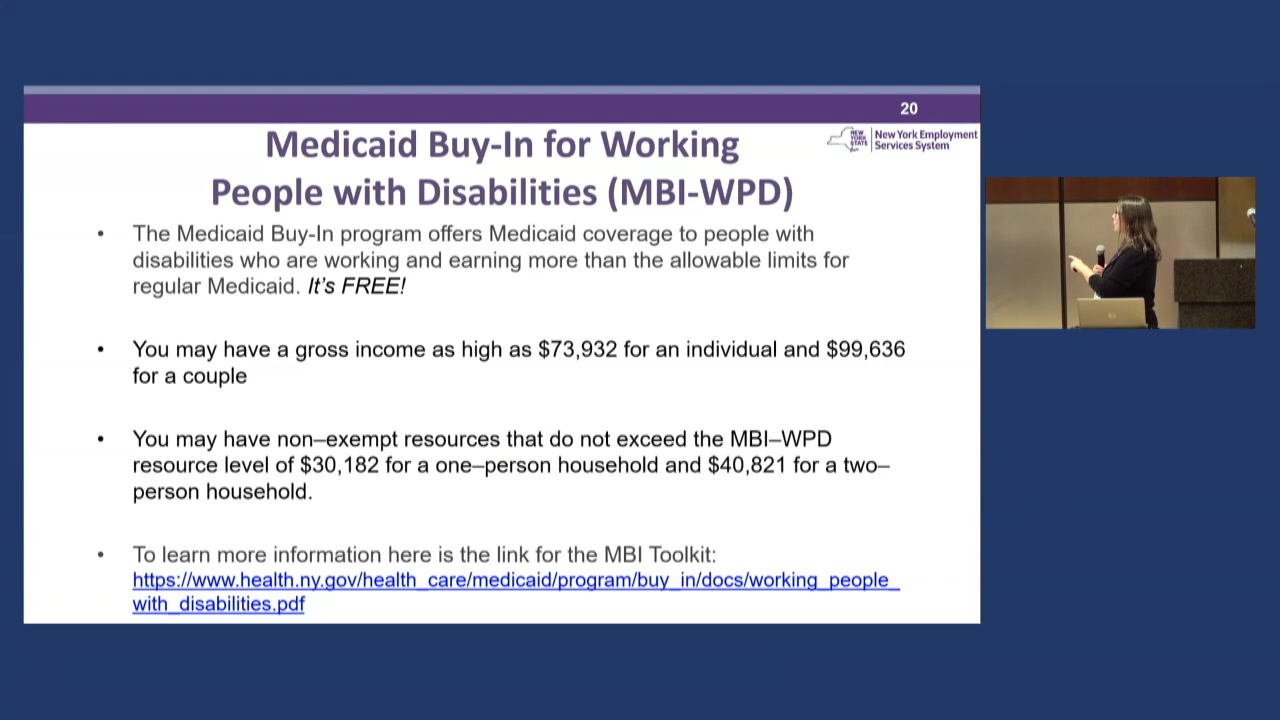 20
Medicaid Buy-In for Working
People with Disabilities (MBI-WPD)
NEW
YORK
STATE
New York Employment
Services System
• The Medicaid Buy-In program offers Medicaid coverage to people with
disabilities who are working and earning more than the allowable limits for
regular Medicaid. It's FREE!
• You may have a gross income as high as $73,932 for an individual and $99,636
for a couple
• You may have non–exempt resources that do not exceed the MBI–WPD
resource level of $30,182 for a one–person household and $40,821 for a two–
person household.
• To learn more information here is the link for the MBI Toolkit:
https://www.health.ny.gov/health_care/medicaid/program/buy_in/docs/working_people_
with_disabilities.pdf